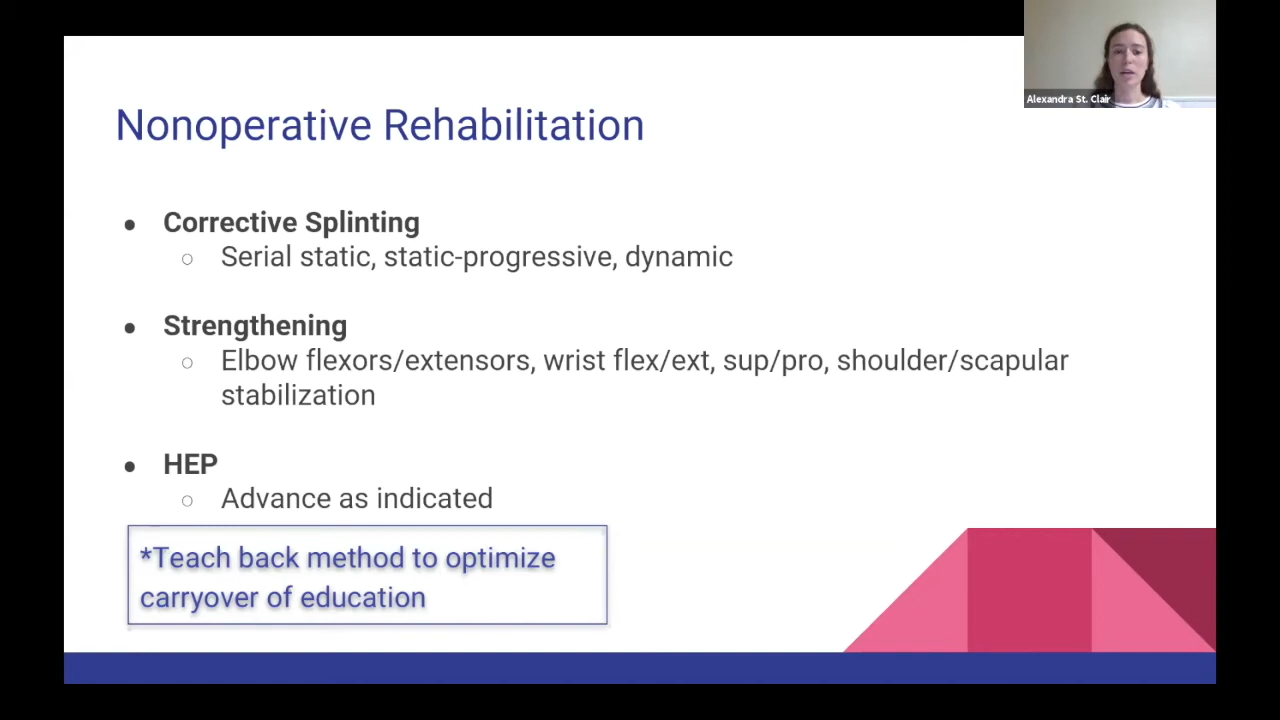 Alexandra St. Clair
Nonoperative Rehabilitation
● Corrective Splinting
○ Serial static, static-progressive, dynamic
● Strengthening
○ Elbow flexors/extensors, wrist flex/ext, sup/pro, shoulder/scapular
stabilization
● HEP
○ Advance as indicated
*Teach back method to optimize
carryover of education